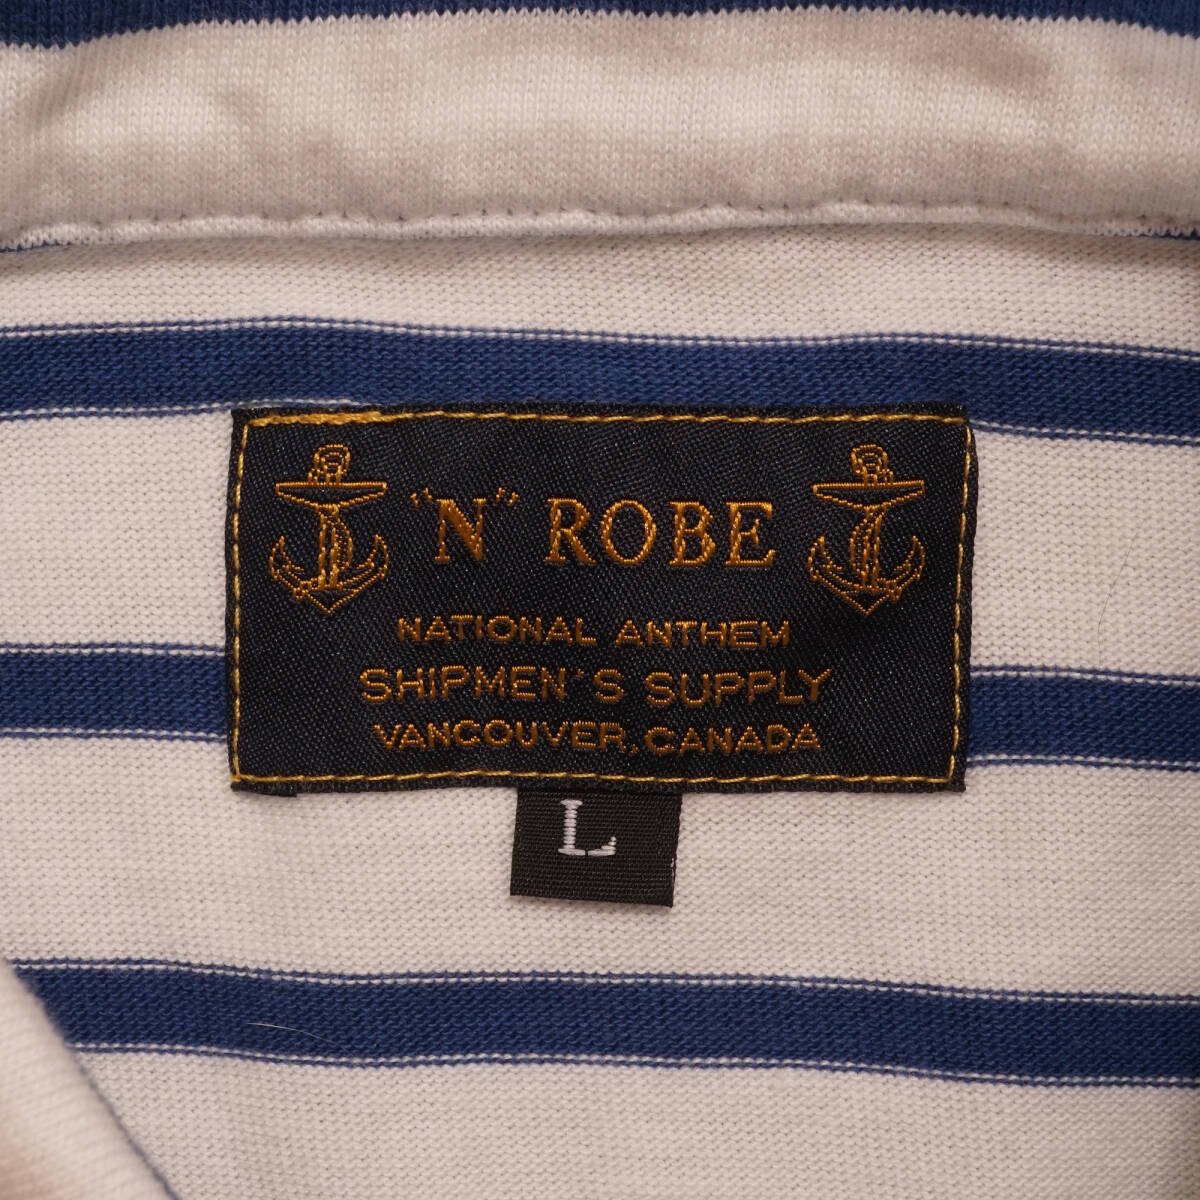 "N" ROBE
NATIONAL ANTHEM
SHIPMEN"S SUPPLY
VANCOUVER, CANADA
L